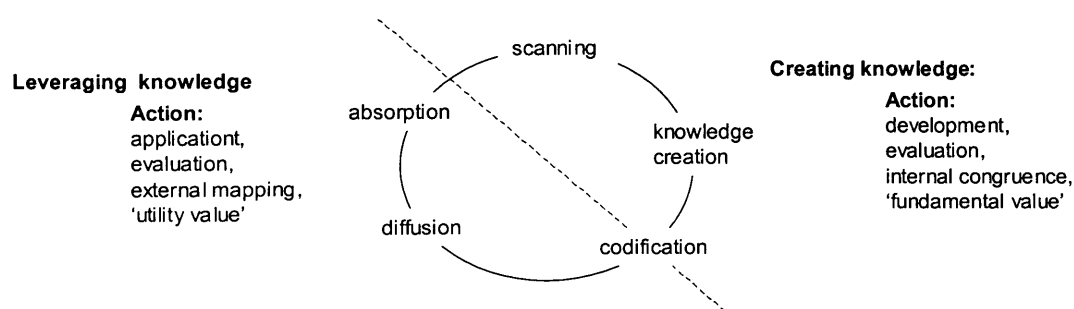 scanning
Leveraging knowledge
Action:
applicationt,
evaluation,
external mapping,
‘utility value’
absorption
diffusion
codification
knowledge
creation
Creating knowledge:
Action:
development,
evaluation,
internal congruence,
‘fundamental value’